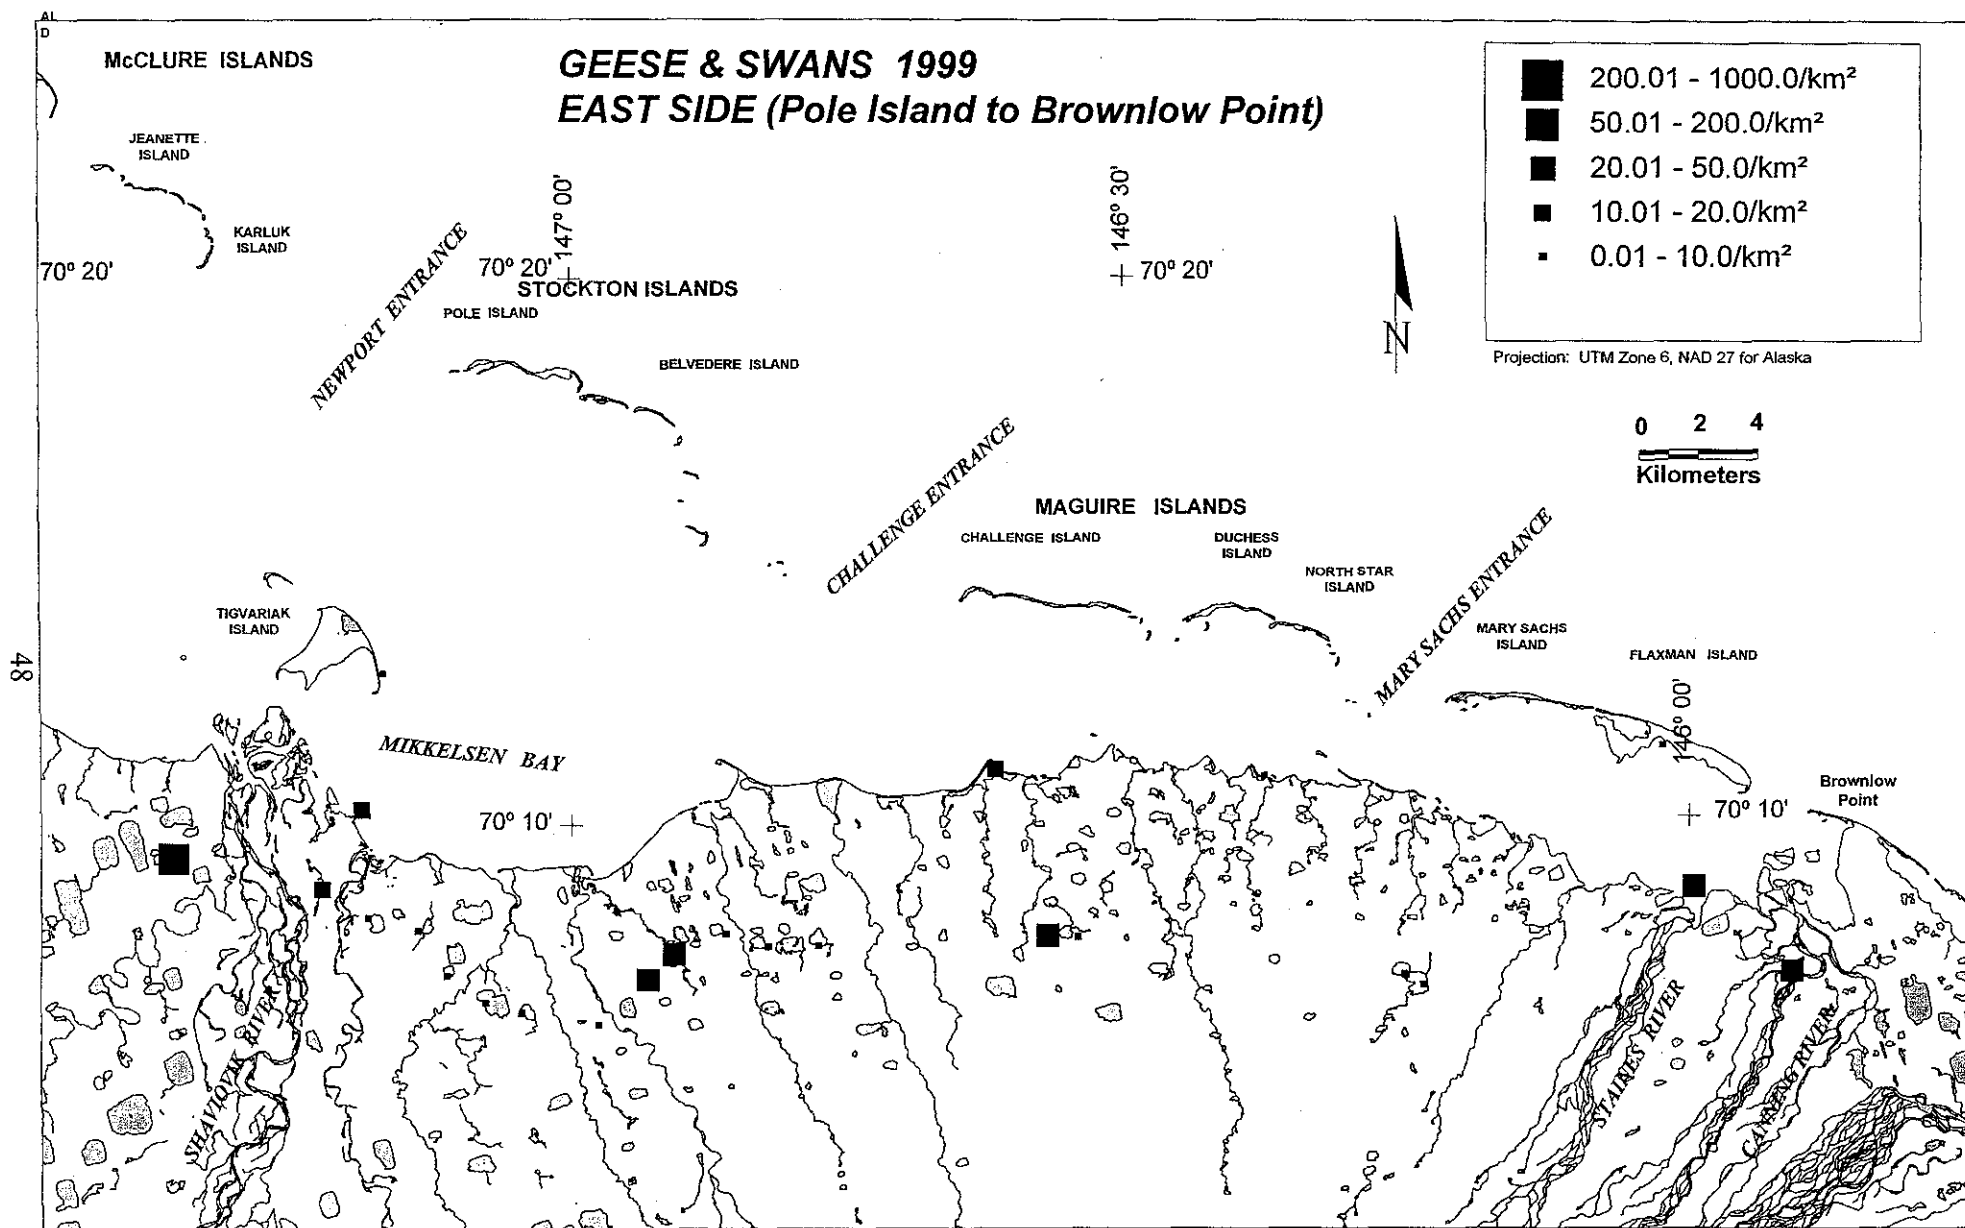 AL
D
McCLURE ISLANDS
GEESE & SWANS 1999
EAST SIDE (Pole Island to Brownlow Point)
200.01 - 1000.0/km²
50.01 - 200.0/km²
20.01 - 50.0/km²
10.01 - 20.0/km²
0.01 - 10.0/km²
Projection: UTM Zone 6, NAD 27 for Alaska
JEANETTE
ISLAND
KARLUK
ISLAND
70° 20'
NEWPORT ENTRANCE
147° 00'
70° 20'
146° 30'
70° 20'
N
STOCKTON ISLANDS
POLE ISLAND
BELVEDERE ISLAND
0 2 4
Kilometers
CHALLENGE ENTRANCE
MAGUIRE ISLANDS
CHALLENGE ISLAND
DUCHESS
ISLAND
NORTH STAR
ISLAND
MARY SACHS ENTRANCE
MARY SACHS
ISLAND
FLAXMAN ISLAND
TIGVARIAK
ISLAND
48
146° 00'
MIKKELSEN BAY
70° 10'
70° 10'
Brownlow
Point
SHAVIOVIK RIVER
STAINES RIVER
CANNING RIVER